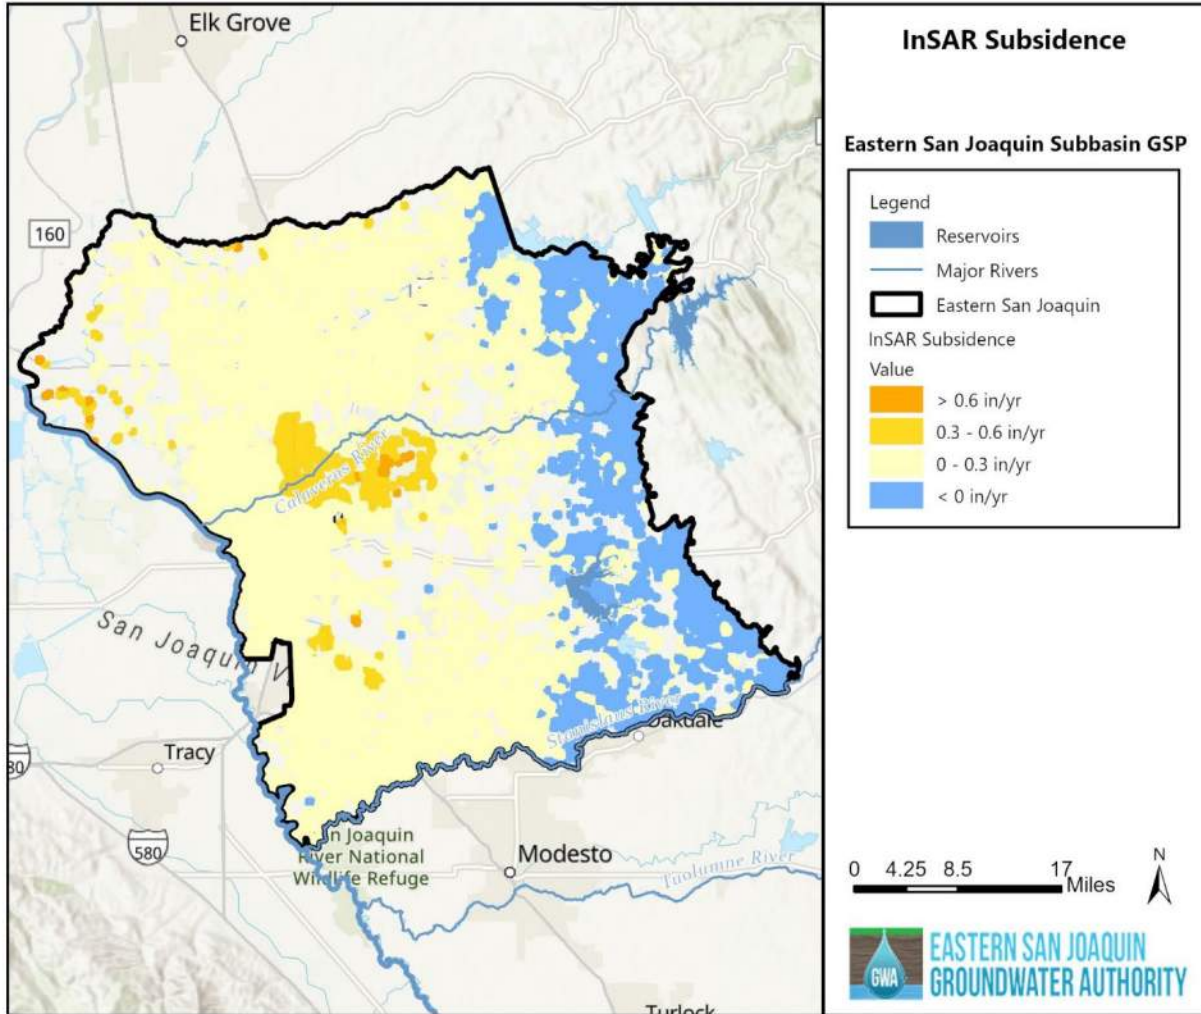 Elk Grove
160
Calaveras River
San Joaquin V
Stanislaus River
Oakdale
Tracy
80
580
San Joaquin
River National
Wildlife Refuge
Modesto
Tuolumne River
Turlock
InSAR Subsidence
Eastern San Joaquin Subbasin GSP
Legend
Reservoirs
Major Rivers
Eastern San Joaquin
InSAR Subsidence
Value
> 0.6 in/yr
0.3 - 0.6 in/yr
0 - 0.3 in/yr
< 0 in/yr
0 4.25 8.5 17 Miles
N
GWA
EASTERN SAN JOAQUIN
GROUNDWATER AUTHORITY